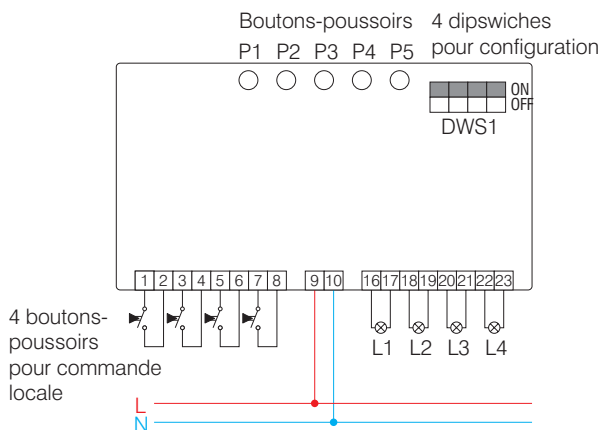 Boutons-poussoirs
4 dipswiches
pour configuration
P1 P2 P3 P4 P5
ON
OFF
DWS1
1 2 3 4 5 6 7 8 9 10 16 17 18 19 20 21 22 23
4 boutons-
poussoirs
pour commande
locale
L1 L2 L3 L4
L
N